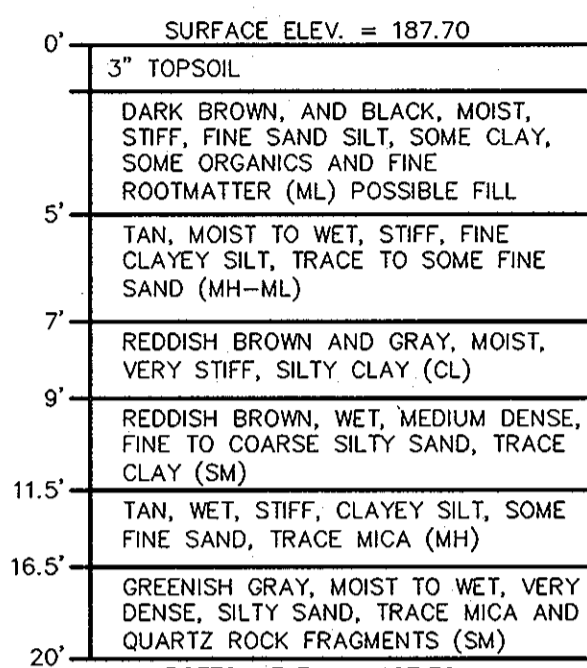 SURFACE ELEV. = 187.70
0'
3" TOPSOIL
DARK BROWN, AND BLACK, MOIST,
STIFF, FINE SAND SILT, SOME CLAY,
SOME ORGANICS AND FINE
ROOTMATTER (ML) POSSIBLE FILL
5'
TAN, MOIST TO WET, STIFF, FINE
CLAYEY SILT, TRACE TO SOME FINE
SAND (MH-ML)
7'
REDDISH BROWN AND GRAY, MOIST,
VERY STIFF, SILTY CLAY (CL)
9'
REDDISH BROWN, WET, MEDIUM DENSE,
FINE TO COARSE SILTY SAND, TRACE
CLAY (SM)
11.5'
TAN, WET, STIFF, CLAYEY SILT, SOME
FINE SAND, TRACE MICA (MH)
16.5'
GREENISH GRAY, MOIST TO WET, VERY
DENSE, SILTY SAND, TRACE MICA AND
QUARTZ ROCK FRAGMENTS (SM)
20'